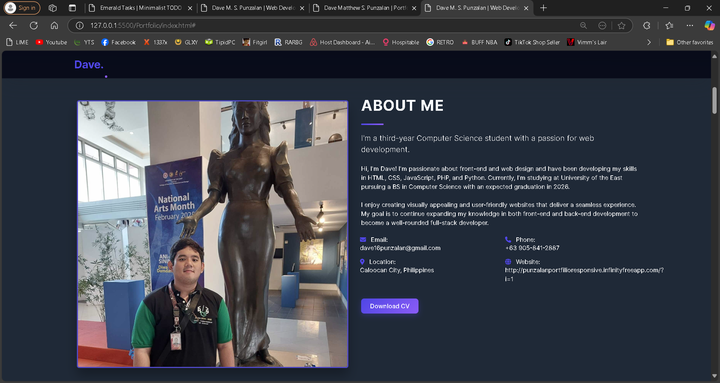 Sign in
Emerald Tasks | Minimalist TODO
Dave M. S. Punzalan | Web Devel
Dave Matthew S. Punzalan | Portf
Dave M. S. Punzalan | Web Devel
127.0.0.1:5500/Portfolio/index.html#
LIME
Youtube
YTS
Facebook
1337x
GLXY
TipidPC
Fitgirl
RARBG
Host Dashboard - Ai...
Hospitable
RETRO
BUFF NBA
TikTok Shop Seller
Vimm's Lair
Other favorites
Dave.
ABOUT ME
I'm a third-year Computer Science student with a passion for web
development.
Hi, I'm Dave! I'm passionate about front-end and web design and have been developing my skills
in HTML, CSS, JavaScript, PHP, and Python. Currently, I'm studying at University of the East
pursuing a BS in Computer Science with an expected graduation in 2026.
I enjoy creating visually appealing and user-friendly websites that deliver a seamless experience.
My goal is to continue expanding my knowledge in both front-end and back-end development to
become a well-rounded full-stack developer.
Email:
dave16punzalan@gmail.com
Phone:
+63 905-841-2887
Location:
Caloocan City, Philippines
Website:
http://punzalanportfilioresponsive.infinityfreeapp.com/?
i=1
Download CV
National
Arts Month
February 202